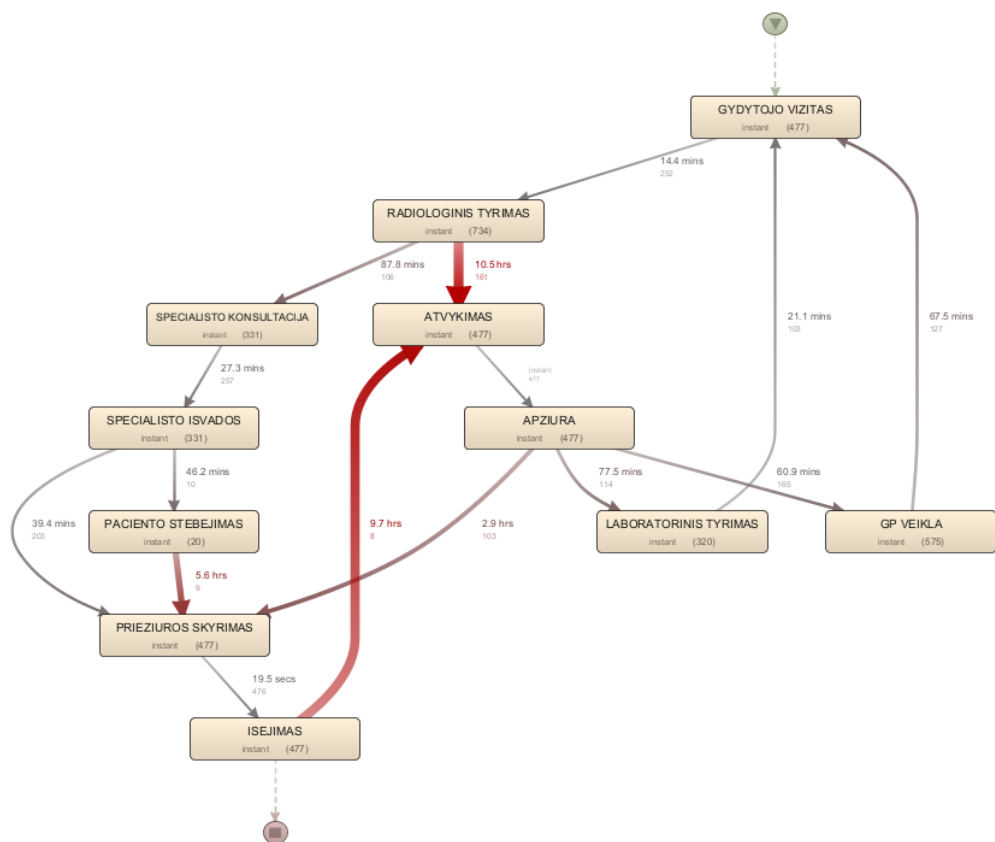 GYDYTOJO VIZITAS
instant (477)
14.4 mins
252
RADIOLOGINIS TYRIMAS
instant (734)
87.8 mins
106
10.5 hrs
161
SPECIALISTO KONSULTACIJA
instant (331)
ATVYKIMAS
instant (477)
21.1 mins
103
67.5 mins
127
27.3 mins
257
instant
477
SPECIALISTO ISVADOS
instant (331)
APZIURA
instant (477)
46.2 mins
10
77.5 mins
114
60.9 mins
165
39.4 mins
203
PACIENTO STEBEJIMAS
instant (20)
9.7 hrs
8
2.9 hrs
103
LABORATORINIS TYRIMAS
instant (320)
GP VEIKLA
instant (575)
5.6 hrs
9
PRIEZIUROS SKYRIMAS
instant (477)
19.5 secs
476
ISEJIMAS
instant (477)